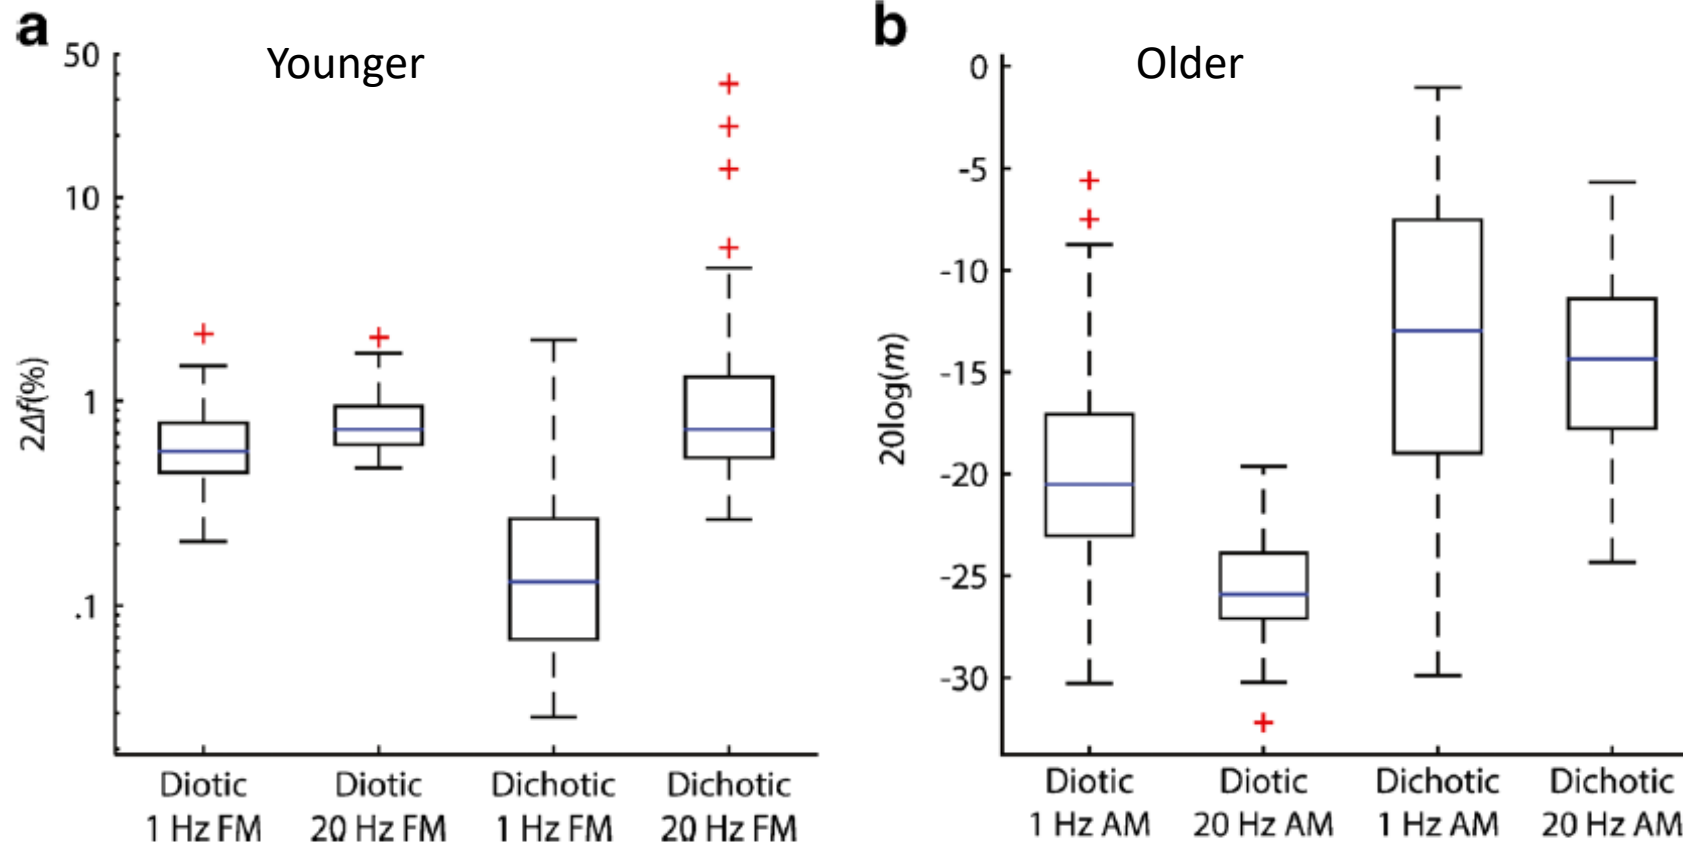 a
Younger
50
10
1
.1
2Δf(%)
Diotic
1 Hz FM
Diotic
20 Hz FM
Dichotic
1 Hz FM
Dichotic
20 Hz FM
b
Older
0
-5
-10
-15
-20
-25
-30
20log(m)
Diotic
1 Hz AM
Diotic
20 Hz AM
Dichotic
1 Hz AM
Dichotic
20 Hz AM